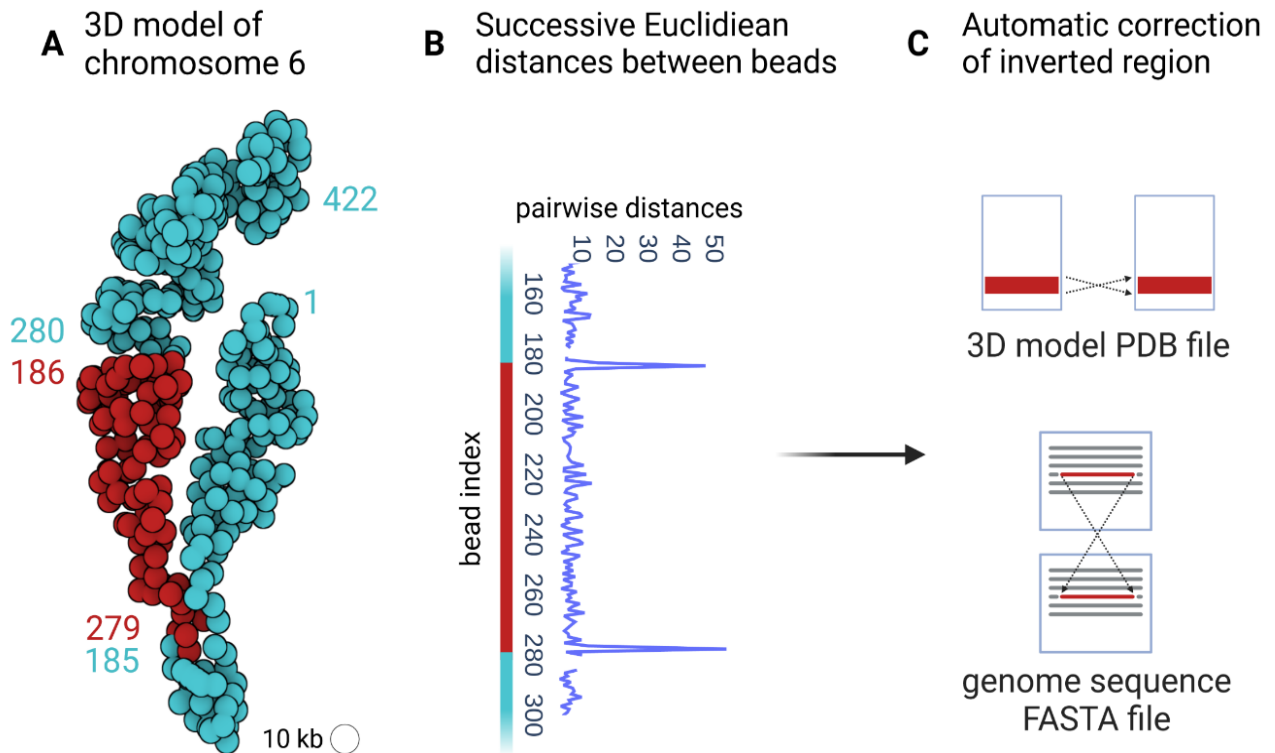 A
3D model of
chromosome 6
422
1
280
186
279
185
10 kb
B
Successive Euclidiean
distances between beads
pairwise distances
10
20
30
40
50
160
180
200
220
240
260
280
300
bead index
C
Automatic correction
of inverted region
3D model PDB file
genome sequence
FASTA file